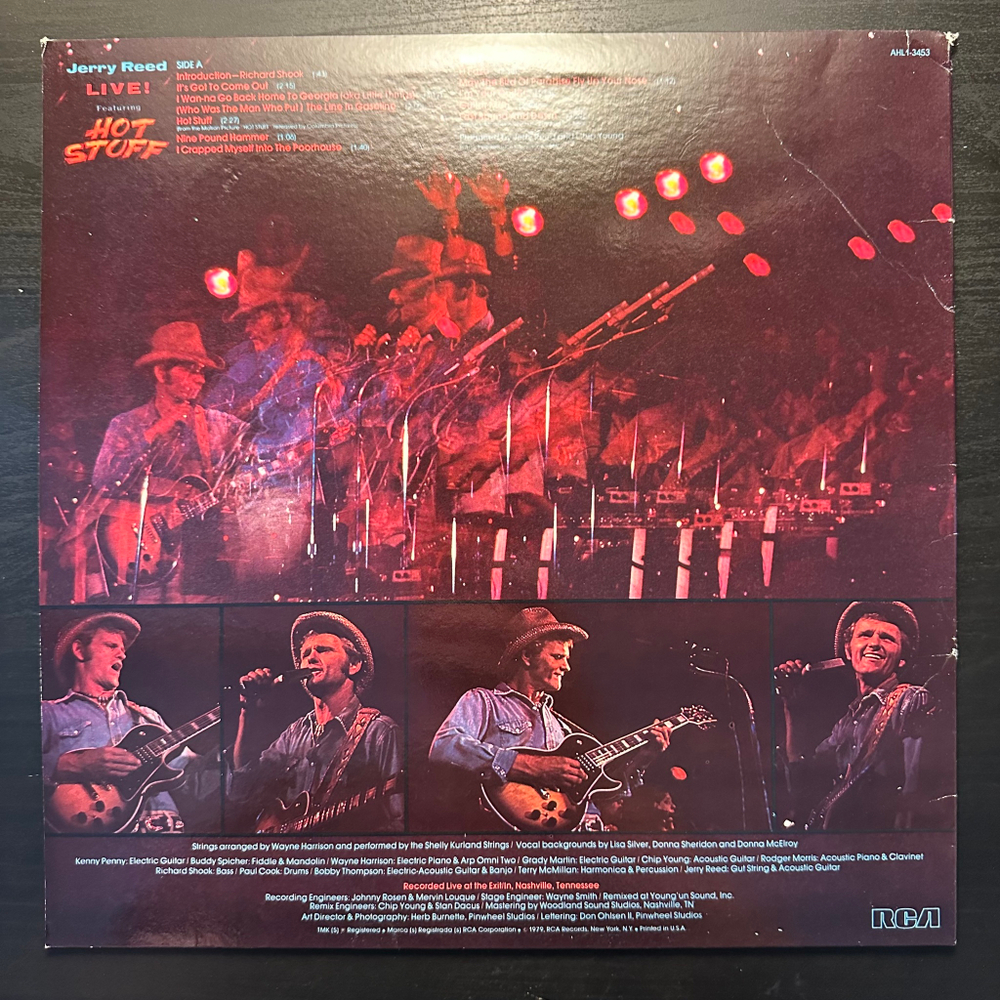 Jerry Reed
LIVE!
Featuring
HOT
STUFF
SIDE A
Introduction—Richard Shook (:43)
It's Got To Come Out (2:15)
I Wan-na Go Back Home To Georgia
(Who Was The Man Who Put) The Line In Gasoline
Hot Stuff (2:27)
(from the Motion Picture "HOT STUFF" released by Columbia Pictures)
Nine Pound Hammer (1:06)
I Crapped Myself Into The Poorhouse (1:40)
Bird Of Paradise Fly Up Your Nose
Young
AHL1-3453
Strings arranged by Wayne Harrison and performed by the Shelly Kurland Strings / Vocal backgrounds by Lisa Silver, Donna Sheridon and Donna McElroy
Kenny Penny: Electric Guitar / Buddy Spicher: Fiddle & Mandolin / Wayne Harrison: Electric Piano & Arp Omni Two / Grady Martin: Electric Guitar / Chip Young: Acoustic Guitar / Rodger Morris: Acoustic Piano & Clavinet
Richard Shook: Bass / Paul Cook: Drums / Bobby Thompson: Electric-Acoustic Guitar & Banjo / Terry McMillan: Harmonica & Percussion / Jerry Reed: Gut String & Acoustic Guitar
Recorded Live at the Exit/In, Nashville, Tennessee
Recording Engineers: Johnny Rosen & Mervin Louque / Stage Engineer: Wayne Smith / Remixed at Young'un Sound, Inc.
Remix Engineers: Chip Young & Stan Dacus / Mastering by Woodland Sound Studios, Nashville, TN
Art Director & Photography: Herb Burnette, Pinwheel Studios / Lettering: Don Ohlsen II, Pinwheel Studios
TMK (S) ® Registered • Marca (s) Registrada (s) RCA Corporation • © 1979, RCA Records, New York, N.Y. • Printed in U.S.A.
RCA